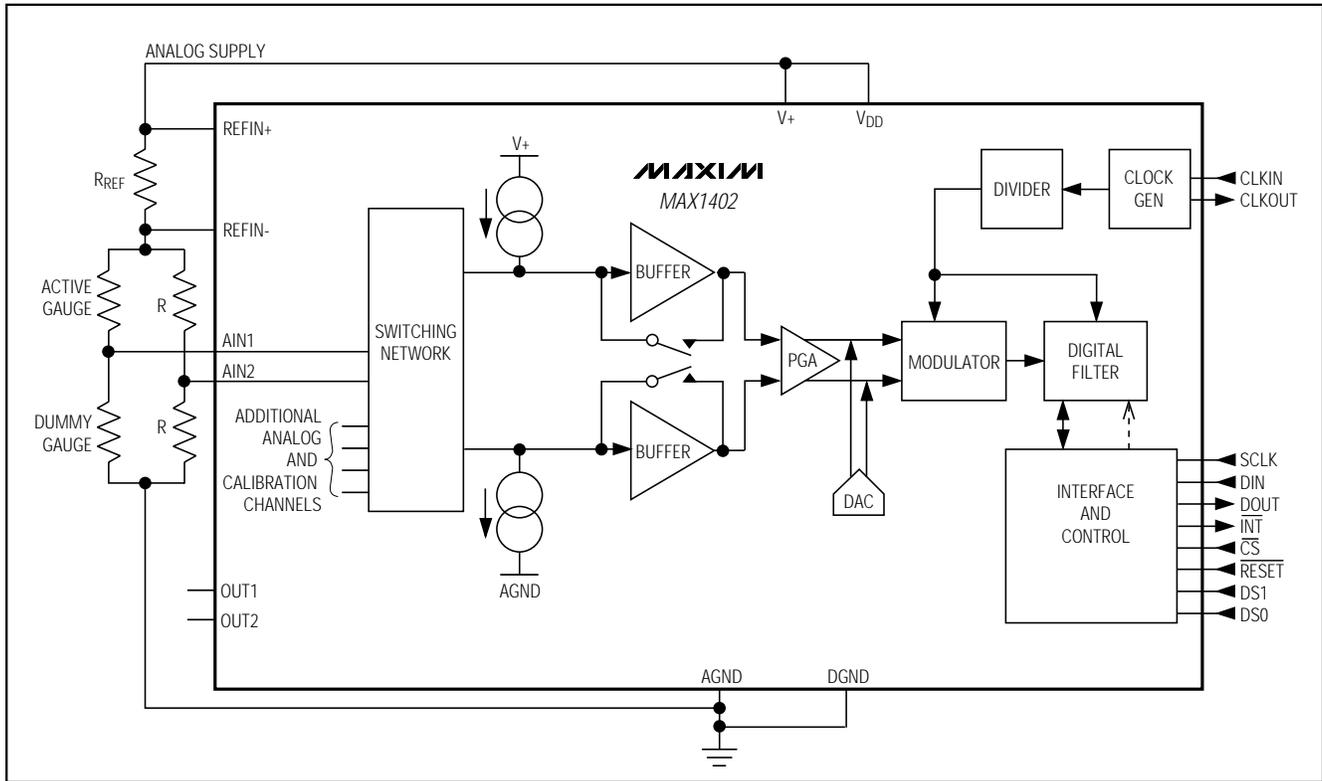 ANALOG SUPPLY
REFIN+
RREF
REFIN-
ACTIVE
GAUGE
R
AIN1
AIN2
DUMMY
GAUGE
R
ADDITIONAL
ANALOG
AND
CALIBRATION
CHANNELS
OUT1
OUT2
SWITCHING
NETWORK
V+
AGND
BUFFER
BUFFER
MAXIM
MAX1402
V+
VDD
PGA
DAC
MODULATOR
DIGITAL
FILTER
DIVIDER
CLOCK
GEN
CLKIN
CLKOUT
INTERFACE
AND
CONTROL
SCLK
DIN
DOUT
INT
CS
RESET
DS1
DS0
AGND
DGND